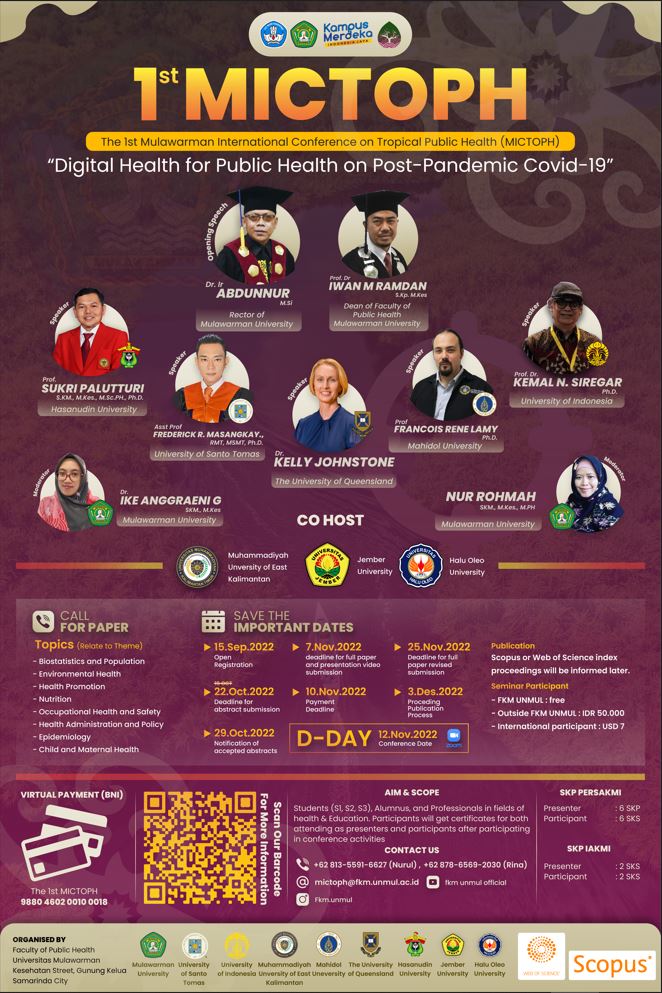 Kampus
Merdeka
INDONESIA JAYA
1st MICTOPH
The 1st Mulawarman International Conference on Tropical Public Health (MICTOPH)
“Digital Health for Public Health on Post-Pandemic Covid-19”
Opening Speech
Dr. Ir
ABDUNNUR
M.Si
Rector of
Mulawarman University
Prof. Dr
IWAN M RAMDAN
S.Kp. M.Kes
Dean of Faculty of
Public Health
Mulawarman University
Speaker
Prof.
SUKRI PALUTTURI
S.KM., M.Kes., M.Sc.PH., Ph.D.
Hasanudin University
Speaker
Asst Prof
FREDERICK R. MASANGKAY.,
RMT, MSMT, Ph.D.
University of Santo Tomas
Speaker
Dr.
KELLY JOHNSTONE
The University of Queensland
Speaker
Prof
FRANCOIS RENE LAMY
Ph.D.
Mahidol University
Speaker
Prof. Dr.
KEMAL N. SIREGAR
Ph.D.
University of Indonesia
Moderator
Dr.
IKE ANGGRAENI G
SKM., M.Kes
Mulawarman University
Moderator
NUR ROHMAH
SKM., M.Kes., M.PH
Mulawarman University
CO HOST
Muhammadiyah
Unversity of East
Kalimantan
UNIVERSITAS
JEMBER
Jember
University
UNIVERSITAS
HALU OLEO
Halu Oleo
University
CALL
FOR PAPER
Topics (Relate to Theme)
- Biostatistics and Population
- Environmental Health
- Health Promotion
- Nutrition
- Occupational Health and Safety
- Health Administration and Policy
- Epidemiology
- Child and Maternal Health
SAVE THE
IMPORTANT DATES
15.Sep.2022
Open
Registration
7.Nov.2022
deadline for full paper
and presentation video
submission
25.Nov.2022
Deadline for full
paper revised
submission
15 OCT
22.Oct.2022
Deadline for
abstract submission
10.Nov.2022
Payment
Deadline
3.Des.2022
Proceding
Publication
Process
29.Oct.2022
Notification of
accepted abstracts
D-DAY
12.Nov.2022
Conference Date
zoom
Publication
Scopus or Web of Science index
proceedings will be informed later.
Seminar Participant
- FKM UNMUL : free
- Outside FKM UNMUL : IDR 50.000
- International participant : USD 7
VIRTUAL PAYMENT (BNI)
The 1st MICTOPH
9880 4602 0010 0018
Scan Our Barcode
For More Information
AIM & SCOPE
Students (S1, S2, S3), Alumnus, and Professionals in fields of
health & Education. Participants will get certificates for both
attending as presenters and participants after participating
in conference activities
CONTACT US
+62 813-5591-6627 (Nurul) , +62 878-6569-2030 (Rina)
mictoph@fkm.unmul.ac.id
fkm unmul official
Fkm.unmul
SKP PERSAKMI
Presenter : 6 SKP
Participant : 6 SKS
SKP IAKMI
Presenter : 2 SKS
Participant : 2 SKS
ORGANISED BY
Faculty of Public Health
Universitas Mulawarman
Kesehatan Street, Gunung Kelua
Samarinda City
Mulawarman
University
University
of Santo
Tomas
University
of Indonesia
Muhammadiyah
Unversity of East
Kalimantan
Mahidol
Uneversity
The University
of Queensland
Hasanudin
University
Jember
University
Halu Oleo
University
WEB OF SCIENCE
Scopus